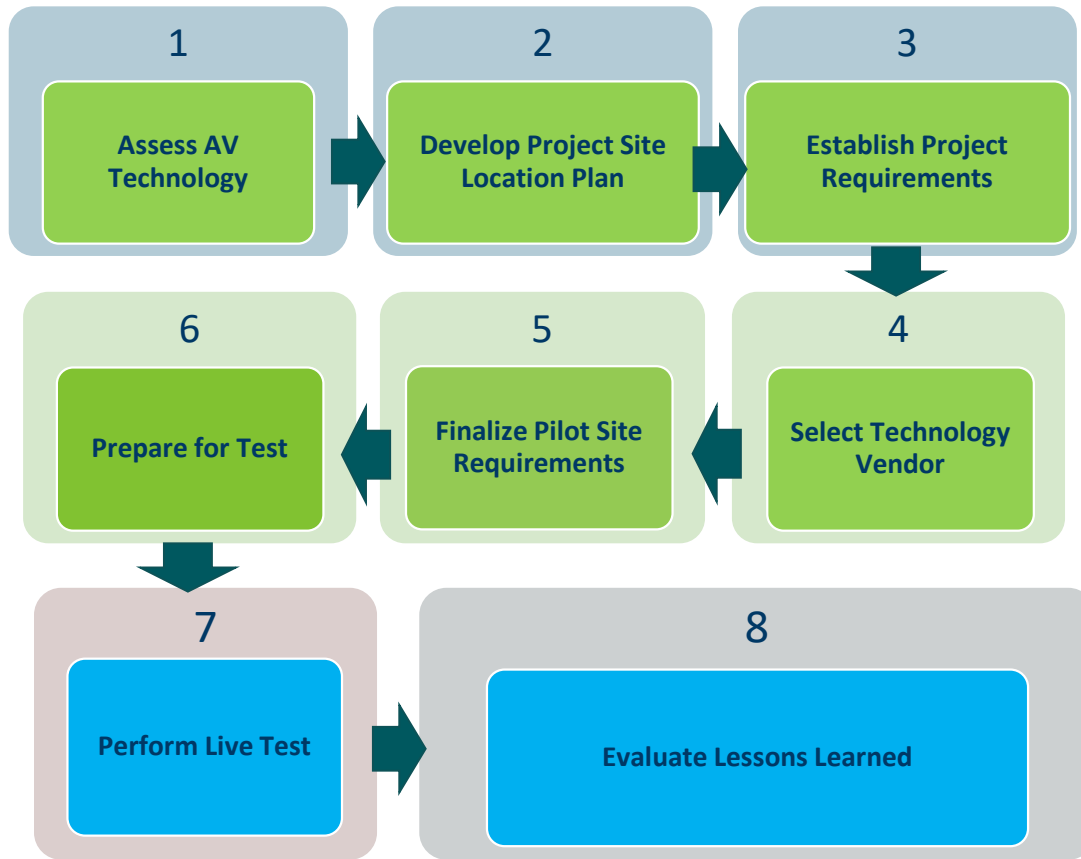 1
Assess AV
Technology
2
Develop Project Site
Location Plan
3
Establish Project
Requirements
4
Select Technology
Vendor
5
Finalize Pilot Site
Requirements
6
Prepare for Test
7
Perform Live Test
8
Evaluate Lessons Learned